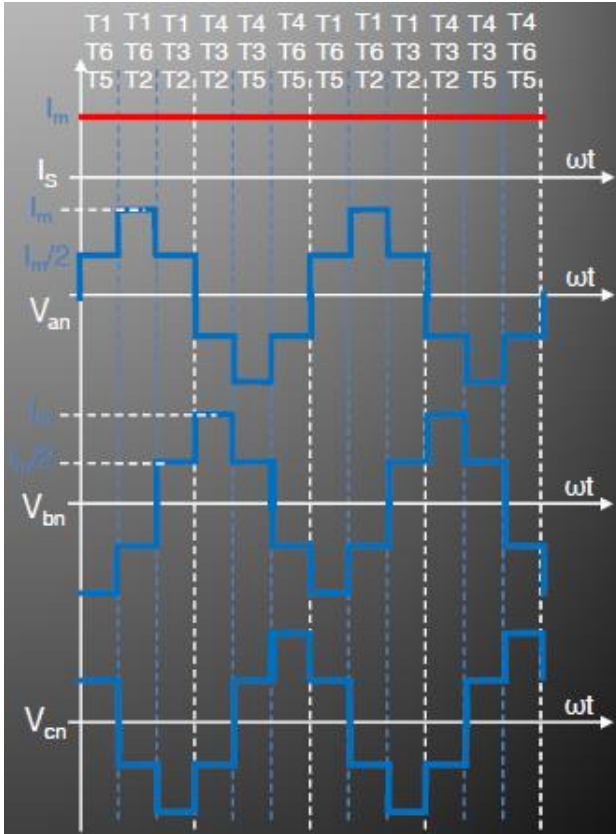 T1 T1 T1 T4 T4 T4 T1 T1 T1 T4 T4 T4
T6 T6 T3 T3 T3 T6 T6 T6 T3 T3 T3 T6
T5 T2 T2 T2 T5 T5 T5 T2 T2 T2 T5 T5
Im
IS
ωt
Im
Im/2
ωt
Van
Vbn
ωt
Vcn
ωt